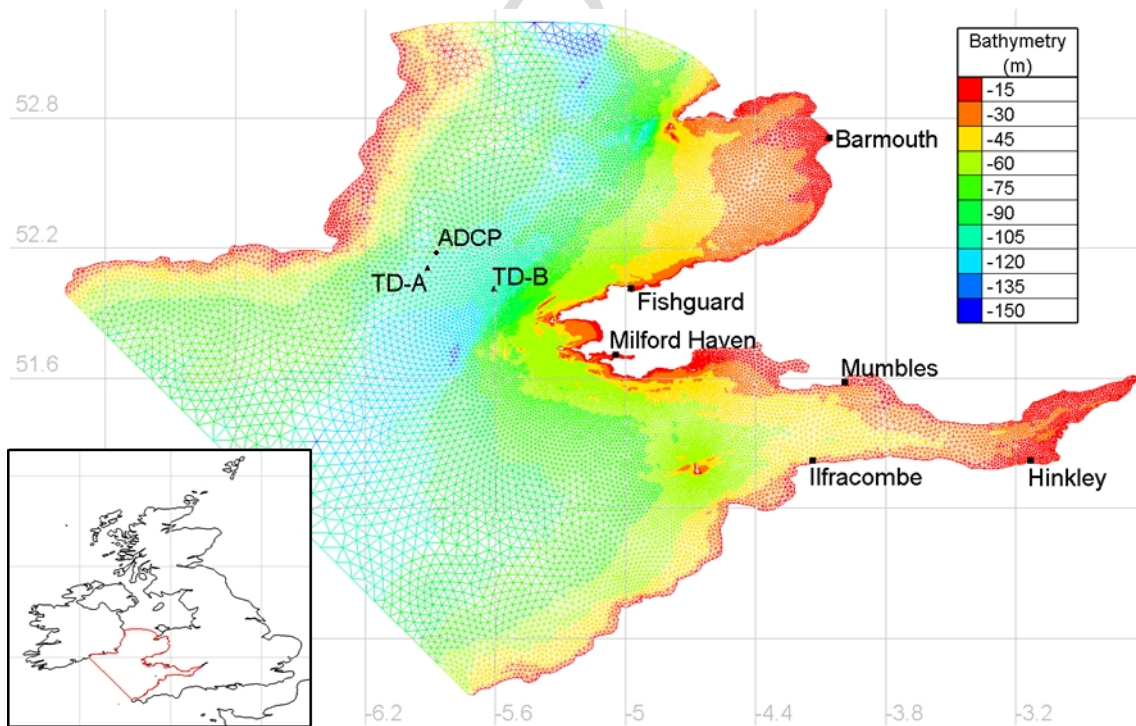 Bathymetry
(m)
-15
-30
-45
-60
-75
-90
-105
-120
-135
-150
52.8
Barmouth
52.2
ADCP
TD-A
TD-B
Fishguard
Milford Haven
51.6
Mumbles
Ilfracombe
Hinkley
-6.2
-5.6
-5
-4.4
-3.8
-3.2